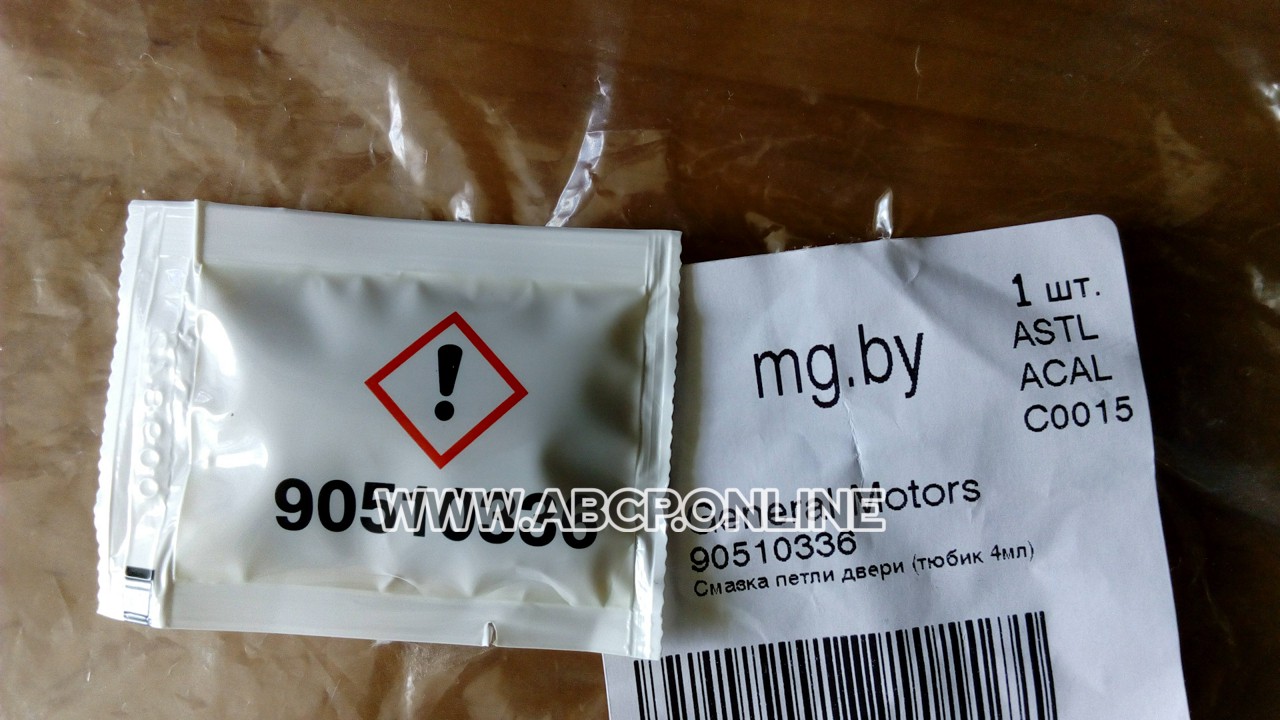 90510336
WWW.ABCP.ONLINE
mg.by
1 шт.
ASTL
ACAL
C0015
General Motors
90510336
Смазка петли двери (тюбик 4мл)